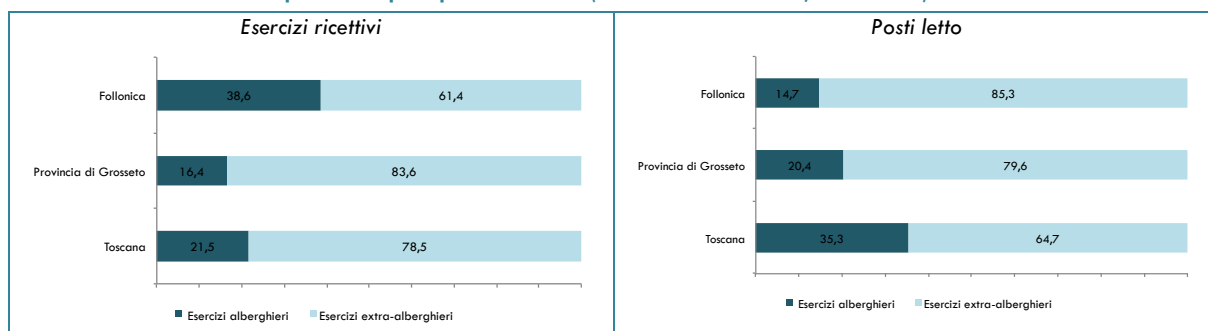 Esercizi ricettivi
Follonica 38,6 61,4
Provincia di Grosseto 16,4 83,6
Toscana 21,5 78,5
Esercizi alberghieri Esercizi extra-alberghieri
Posti letto
Follonica 14,7 85,3
Provincia di Grosseto 20,4 79,6
Toscana 35,3 64,7
Esercizi alberghieri Esercizi extra-alberghieri